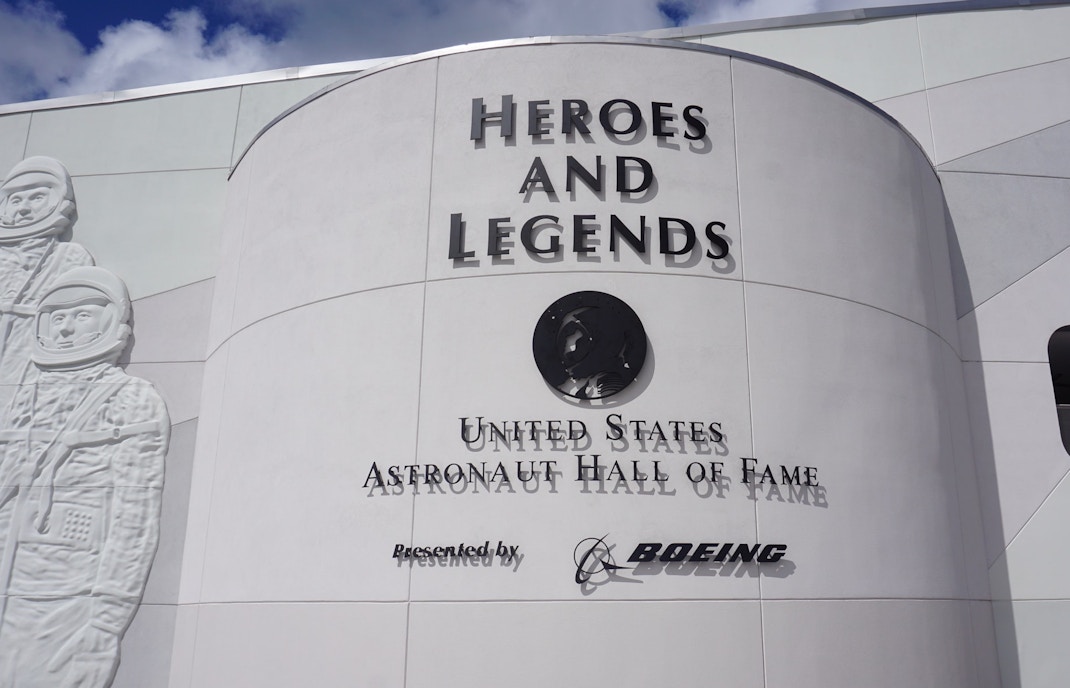 HEROES
AND
LEGENDS
UNITED STATES
ASTRONAUT HALL OF FAME
Presented by BOEING